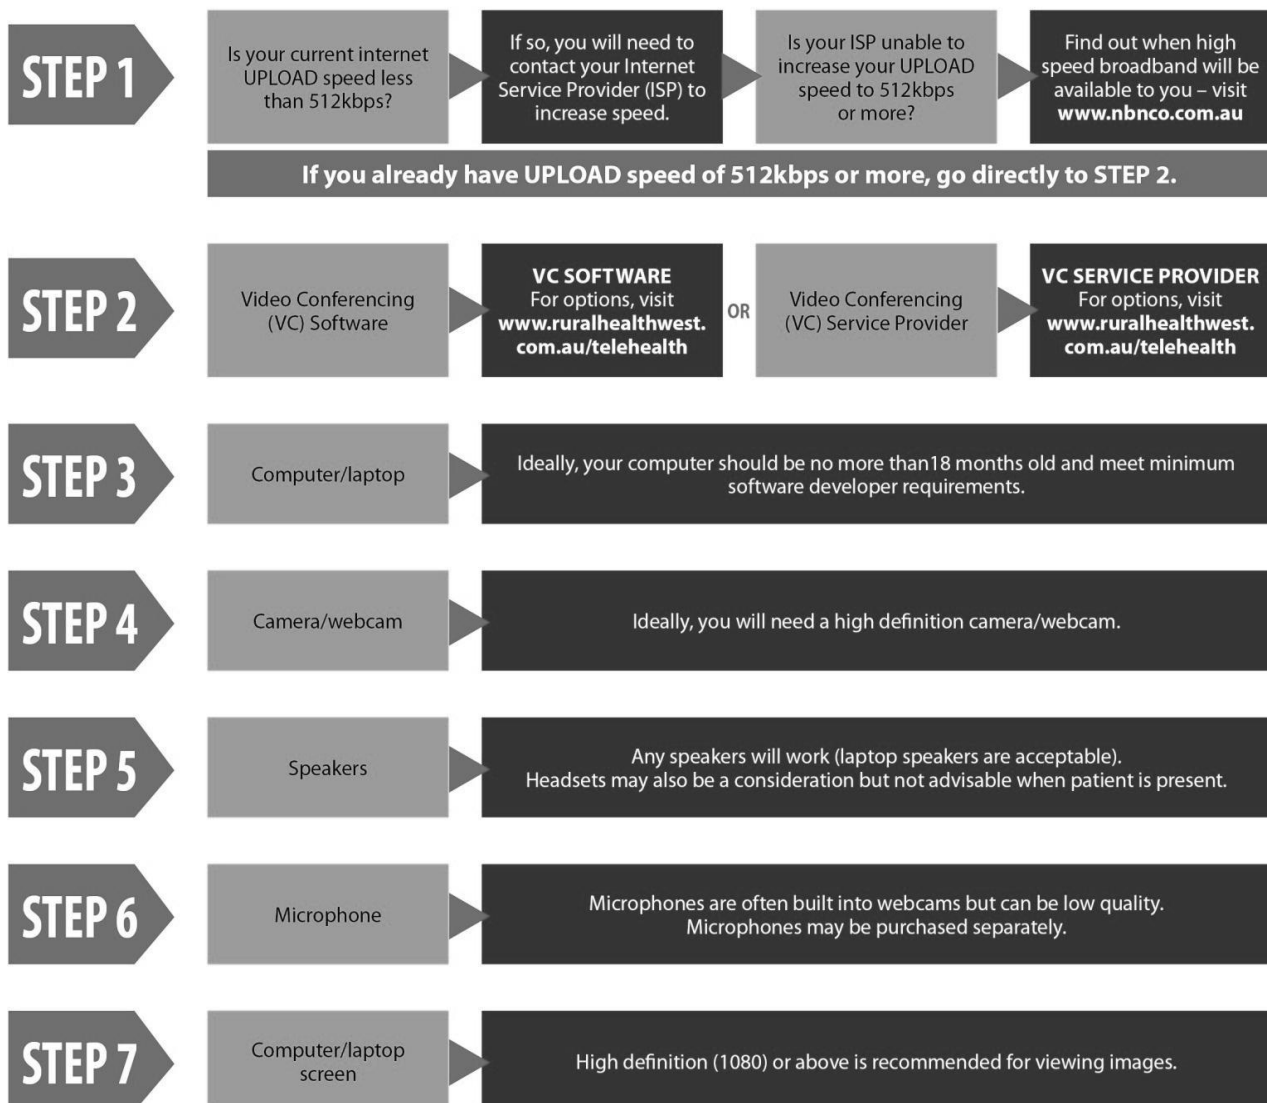 STEP 1
Is your current internet
UPLOAD speed less
than 512kbps?
If so, you will need to
contact your Internet
Service Provider (ISP) to
increase speed.
Is your ISP unable to
increase your UPLOAD
speed to 512kbps
or more?
Find out when high
speed broadband will be
available to you – visit
www.nbnco.com.au
If you already have UPLOAD speed of 512kbps or more, go directly to STEP 2.
STEP 2
Video Conferencing
(VC) Software
VC SOFTWARE
For options, visit
www.ruralhealthwest.
com.au/telehealth
OR
Video Conferencing
(VC) Service Provider
VC SERVICE PROVIDER
For options, visit
www.ruralhealthwest.
com.au/telehealth
STEP 3
Computer/laptop
Ideally, your computer should be no more than18 months old and meet minimum
software developer requirements.
STEP 4
Camera/webcam
Ideally, you will need a high definition camera/webcam.
STEP 5
Speakers
Any speakers will work (laptop speakers are acceptable).
Headsets may also be a consideration but not advisable when patient is present.
STEP 6
Microphone
Microphones are often built into webcams but can be low quality.
Microphones may be purchased separately.
STEP 7
Computer/laptop
screen
High definition (1080) or above is recommended for viewing images.